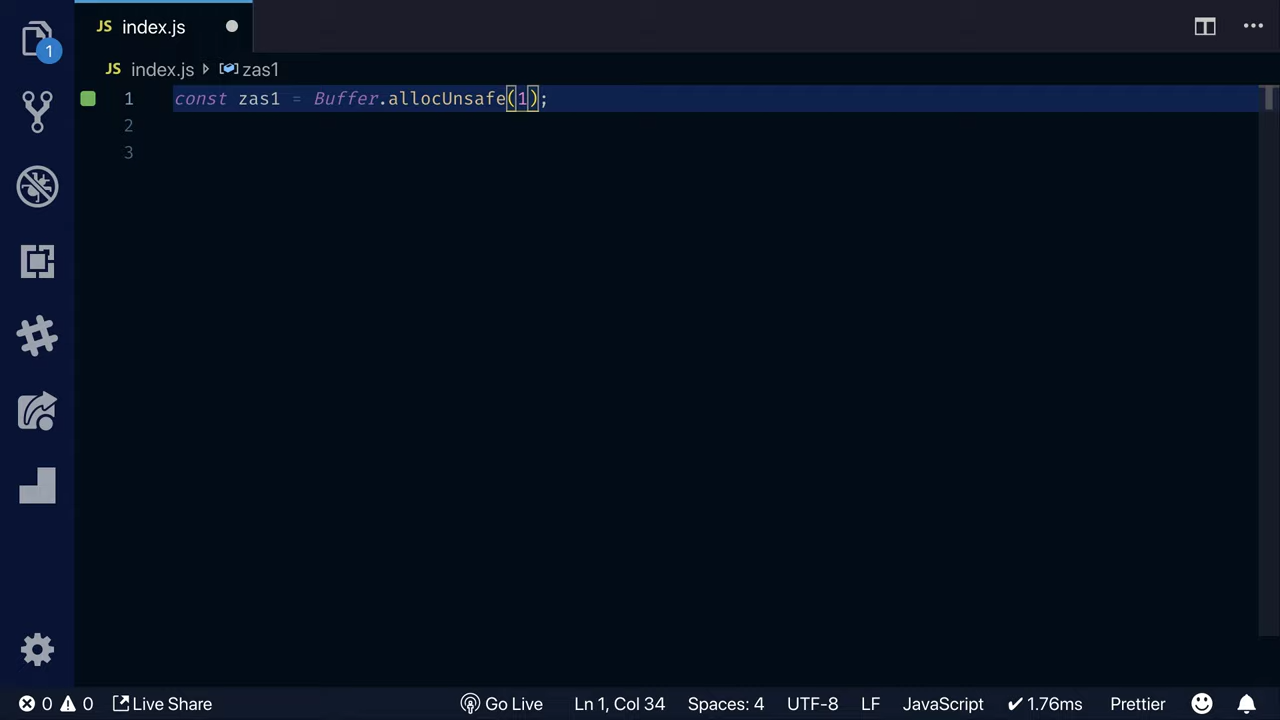 JS index.js
1
JS index.js zas1
1 const zas1 = Buffer.allocUnsafe(1);
2
3
0 0 Live Share Go Live Ln 1, Col 34 Spaces: 4 UTF-8 LF JavaScript ✔ 1.76ms Prettier